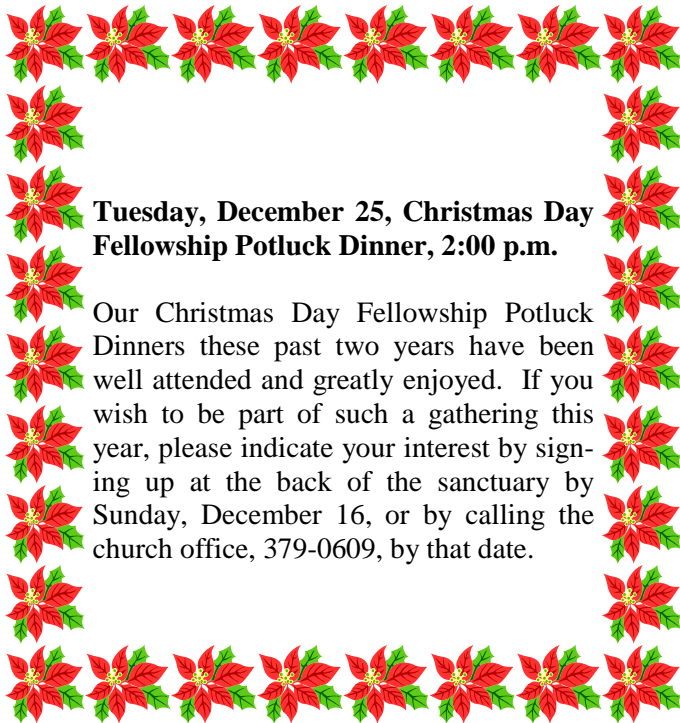 Tuesday, December 25, Christmas Day
Fellowship Potluck Dinner, 2:00 p.m.
Our Christmas Day Fellowship Potluck
Dinners these past two years have been
well attended and greatly enjoyed.  If you
wish to be part of such a gathering this
year, please indicate your interest by sign-
ing up at the back of the sanctuary by
Sunday, December 16, or by calling the
church office, 379-0609, by that date.